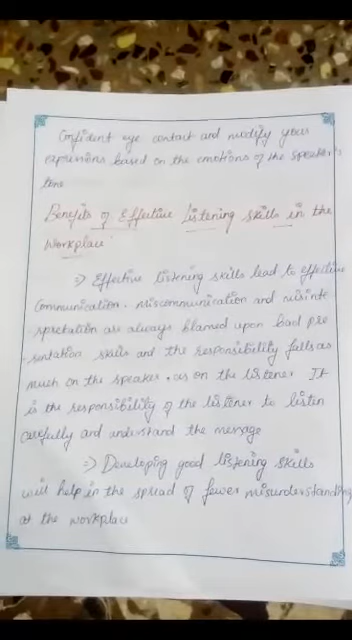 Confident eye contact and modify your
expressions based on the emotions of the speaker's
tone
Benefits of Effective Listening skills in the
workplace
=> Effective listening skills lead to effective
Communication. miscommunication and misinte
spretation are always blamed upon bad pre
sentation skills and the responsibility falls as
much on the speaker. as on the listener It
is the responsibility of the listener to listen
carefully and understand the message
=> Developing good listening skills
will help in the spread of fewer misunderstanding
at the workplace